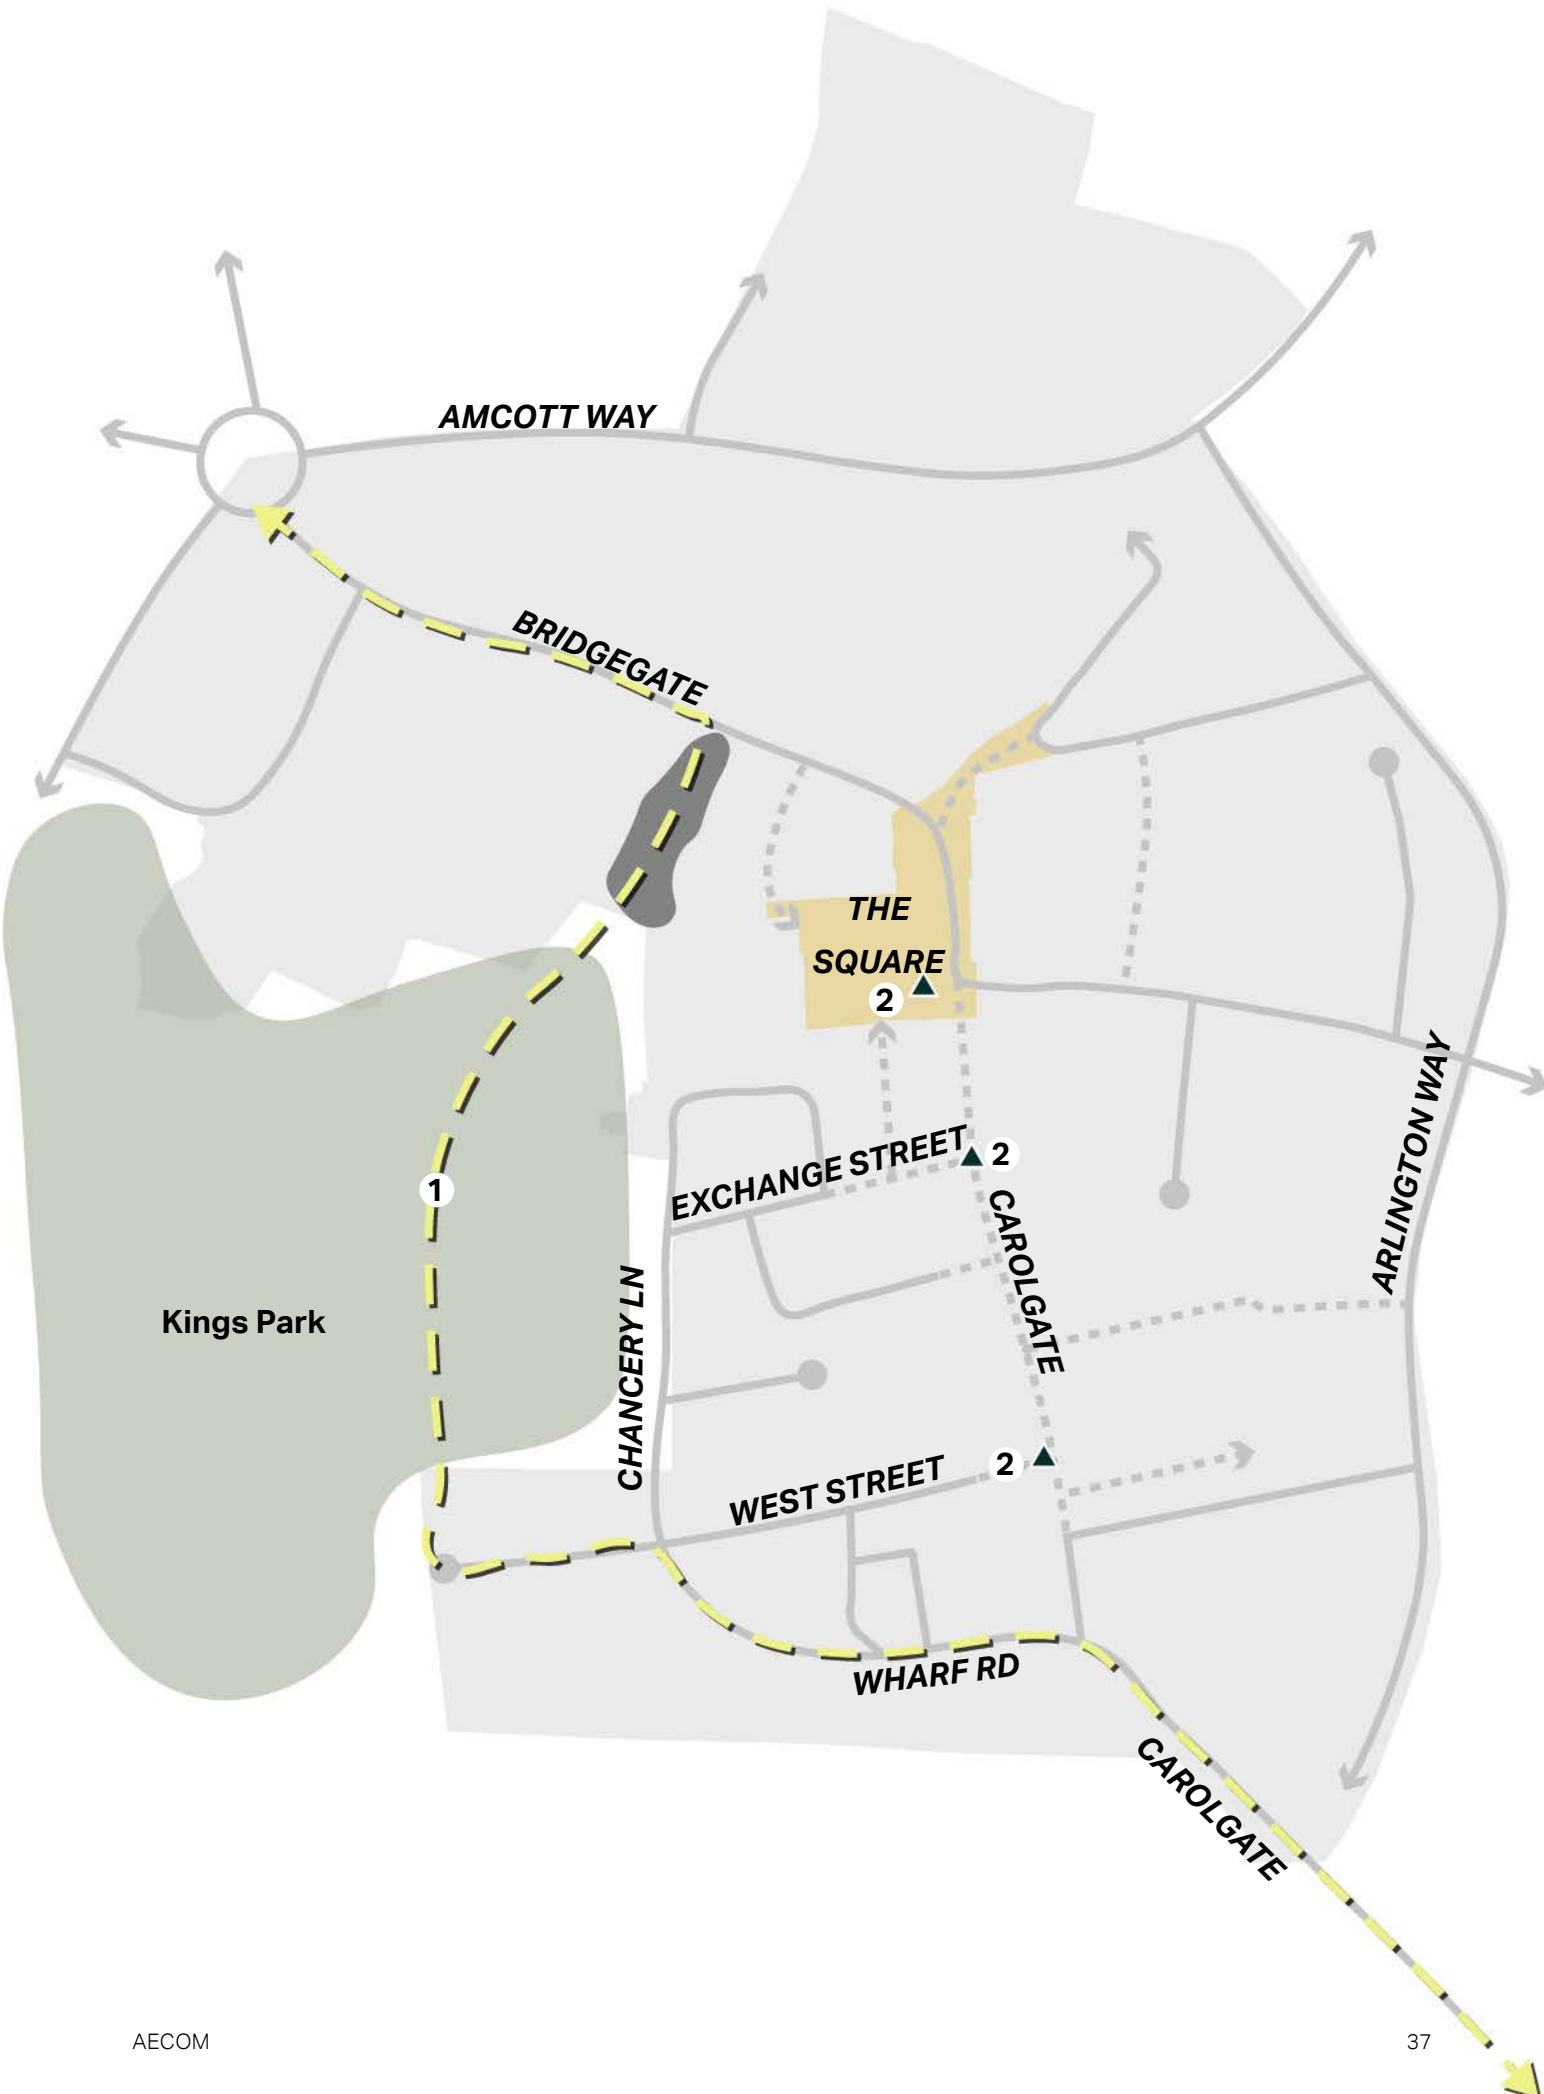 AMCOTT WAY
BRIDGEGATE
THE
SQUARE
2
EXCHANGE STREET
2
CAROLGATE
ARLINGTON WAY
1
Kings Park
CHANCERY LN
WEST STREET
2
WHARF RD
CAROLGATE
AECOM
37